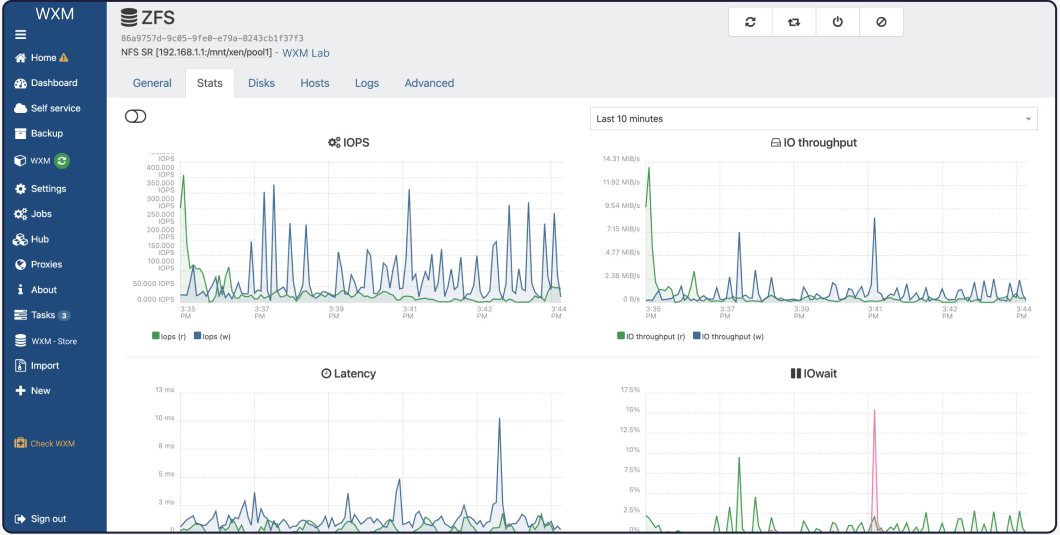 WXM
ZFS
86a9757d-9c05-9fe0-e79a-8243cb1f37f3
NFS SR [192.168.1.1:/mnt/xen/pool1] - WXM Lab
Home
Dashboard
Self service
Backup
WXM
Settings
Jobs
Hub
Proxies
About
Tasks 3
WXM - Store
Import
New
Check WXM
Sign out
General Stats Disks Hosts Logs Advanced
Last 10 minutes
IOPS
IOPS
400.000
IOPS
350.000
IOPS
300.000
IOPS
250.000
IOPS
200.000
IOPS
150.000
IOPS
100.000
IOPS
50.000 IOPS
0.000 IOPS
3:35 PM 3:37 PM 3:39 PM 3:41 PM 3:42 PM 3:44 PM
Iops (r) Iops (w)
IO throughput
14.31 MiB/s
11.92 MiB/s
9.54 MiB/s
7.15 MiB/s
4.77 MiB/s
2.38 MiB/s
0 B/s
3:35 PM 3:37 PM 3:39 PM 3:41 PM 3:42 PM 3:44 PM
IO throughput (r) IO throughput (w)
Latency
13 ms
10 ms
8 ms
5 ms
3 ms
0
IOwait
17.5%
15%
12.5%
10%
7.5%
5%
2.5%
0%